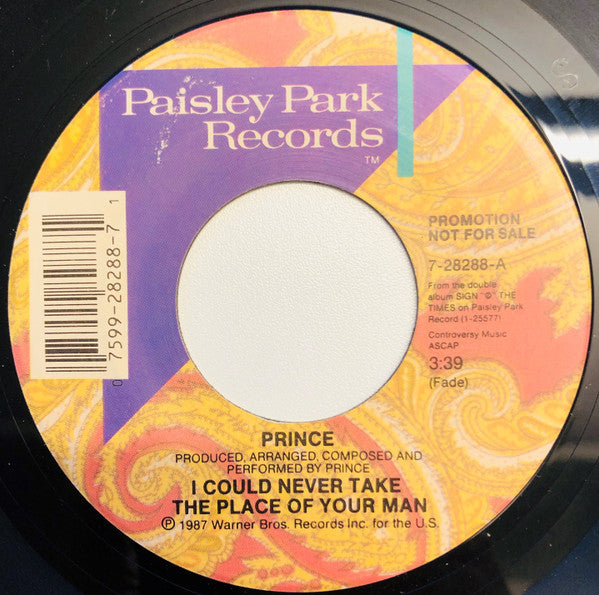 Paisley Park
Records
TM
PROMOTION
NOT FOR SALE
7-28288-A
From the double
album SIGN "☮" THE
TIMES on Paisley Park
Record (1-25577)
Controversy Music
ASCAP
3:39
(Fade)
0 7599-28288-7 1
PRINCE
PRODUCED, ARRANGED, COMPOSED AND
PERFORMED BY PRINCE
I COULD NEVER TAKE
THE PLACE OF YOUR MAN
℗ 1987 Warner Bros. Records Inc. for the U.S.